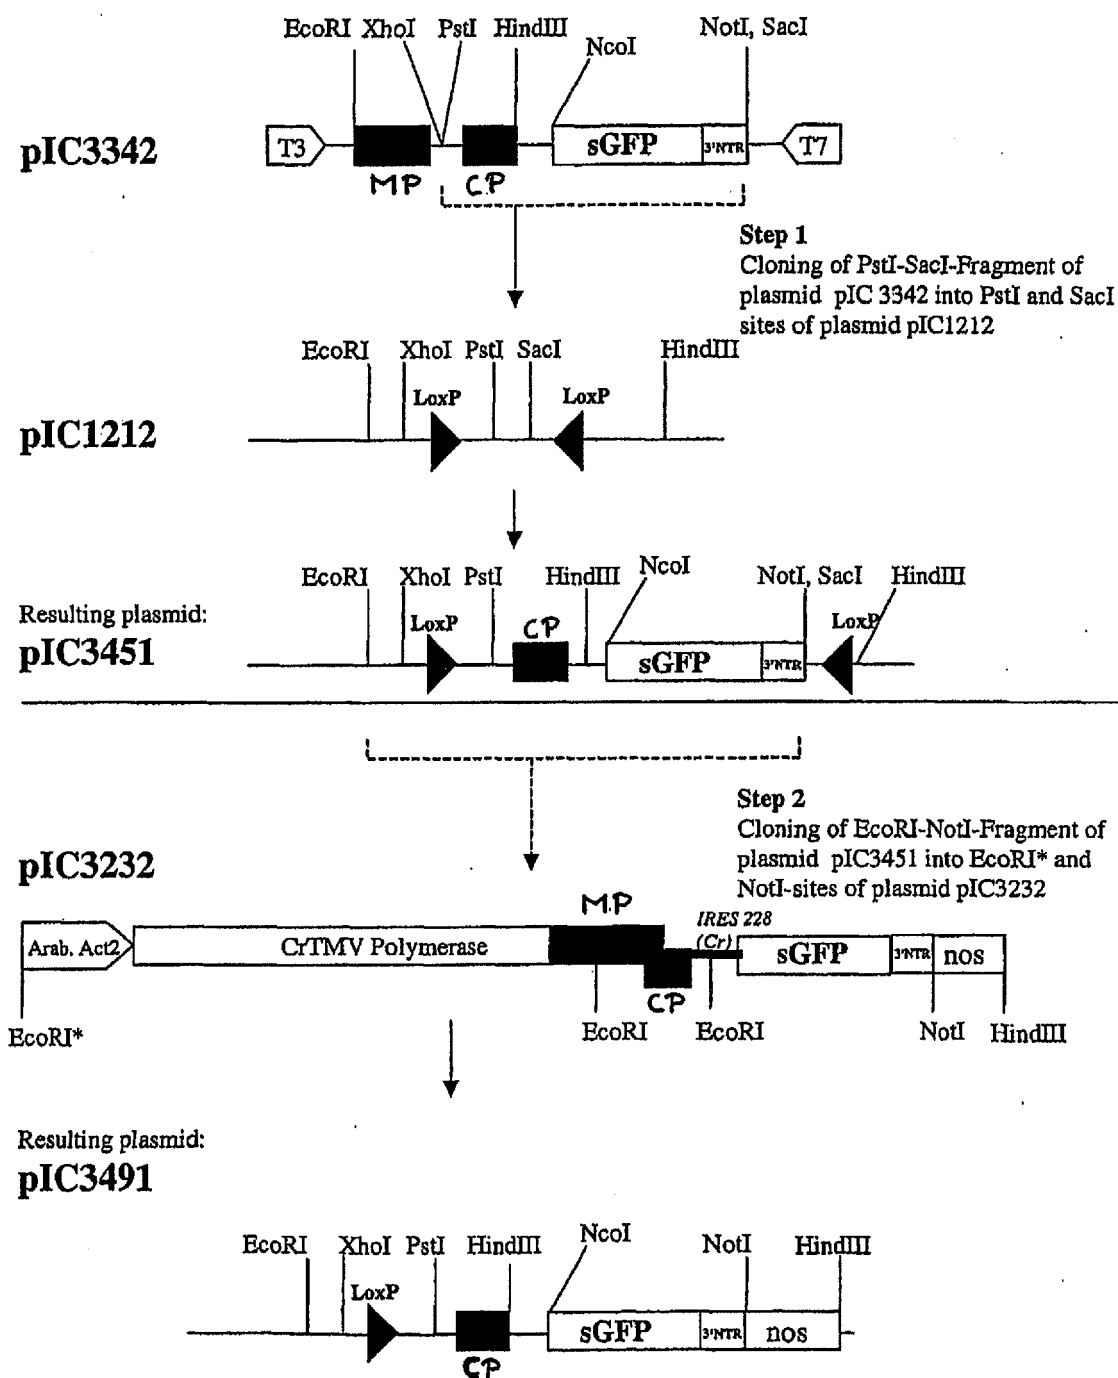 EcoRI XhoI PstI HindIII NcoI NotI, SacI
pIC3342 T3 sGFP 3'NTR T7
MP CP
Step 1
Cloning of PstI-SacI-Fragment of
plasmid pIC 3342 into PstI and SacI
sites of plasmid pIC1212
EcoRI XhoI PstI SacI HindIII
LoxP LoxP
pIC1212
EcoRI XhoI PstI HindIII NcoI NotI, SacI HindIII
Resulting plasmid:
LoxP CP LoxP
pIC3451 sGFP 3'NTR
Step 2
Cloning of EcoRI-NotI-Fragment of
plasmid pIC3451 into EcoRI* and
NotI-sites of plasmid pIC3232
pIC3232
MP IRES 228
(Cr)
Arab. Act2 CrTMV Polymerase sGFP 3'NTR nos
CP
EcoRI* EcoRI EcoRI NotI HindIII
Resulting plasmid:
pIC3491
EcoRI XhoI PstI HindIII NcoI NotI HindIII
LoxP
sGFP 3'NTR nos
CP